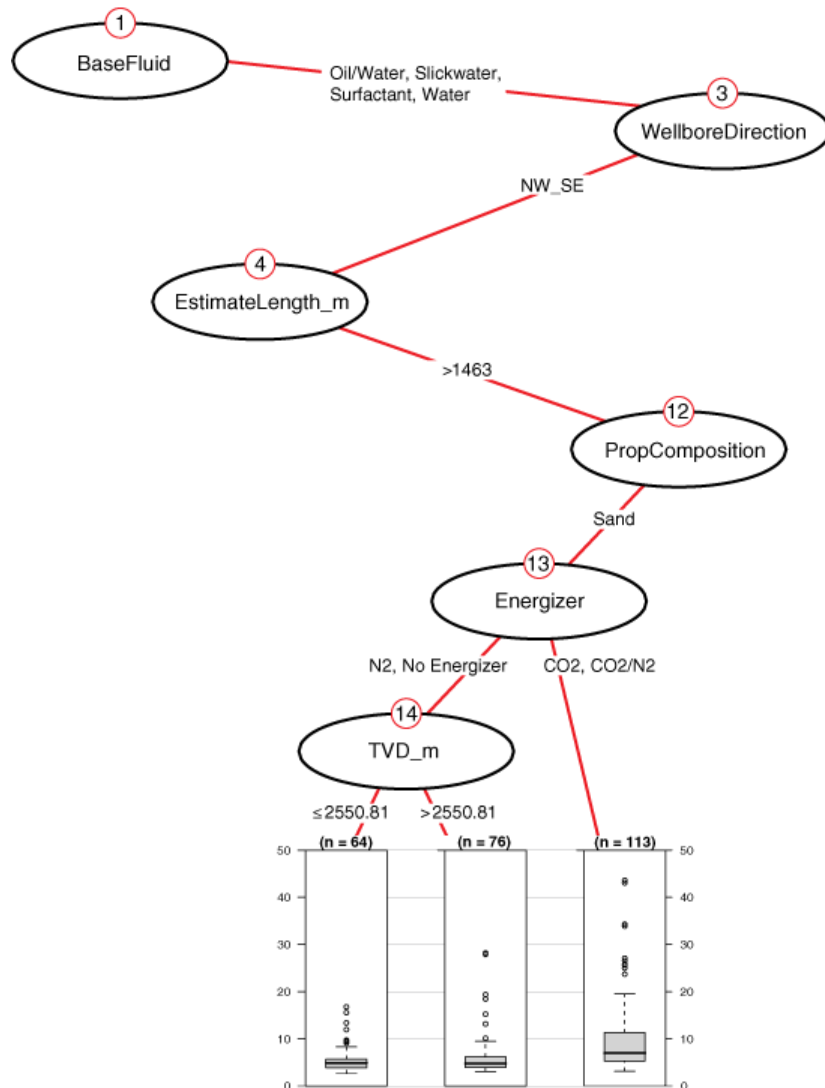 1
BaseFluid
Oil/Water, Slickwater,
Surfactant, Water
3
WellboreDirection
NW_SE
4
EstimateLength_m
>1463
12
PropComposition
Sand
13
Energizer
N2, No Energizer
CO2, CO2/N2
14
TVD_m
≤2550.81
>2550.81
(n = 64)
(n = 76)
(n = 113)
50 50
40 40
30 30
20 20
10 10
0 0